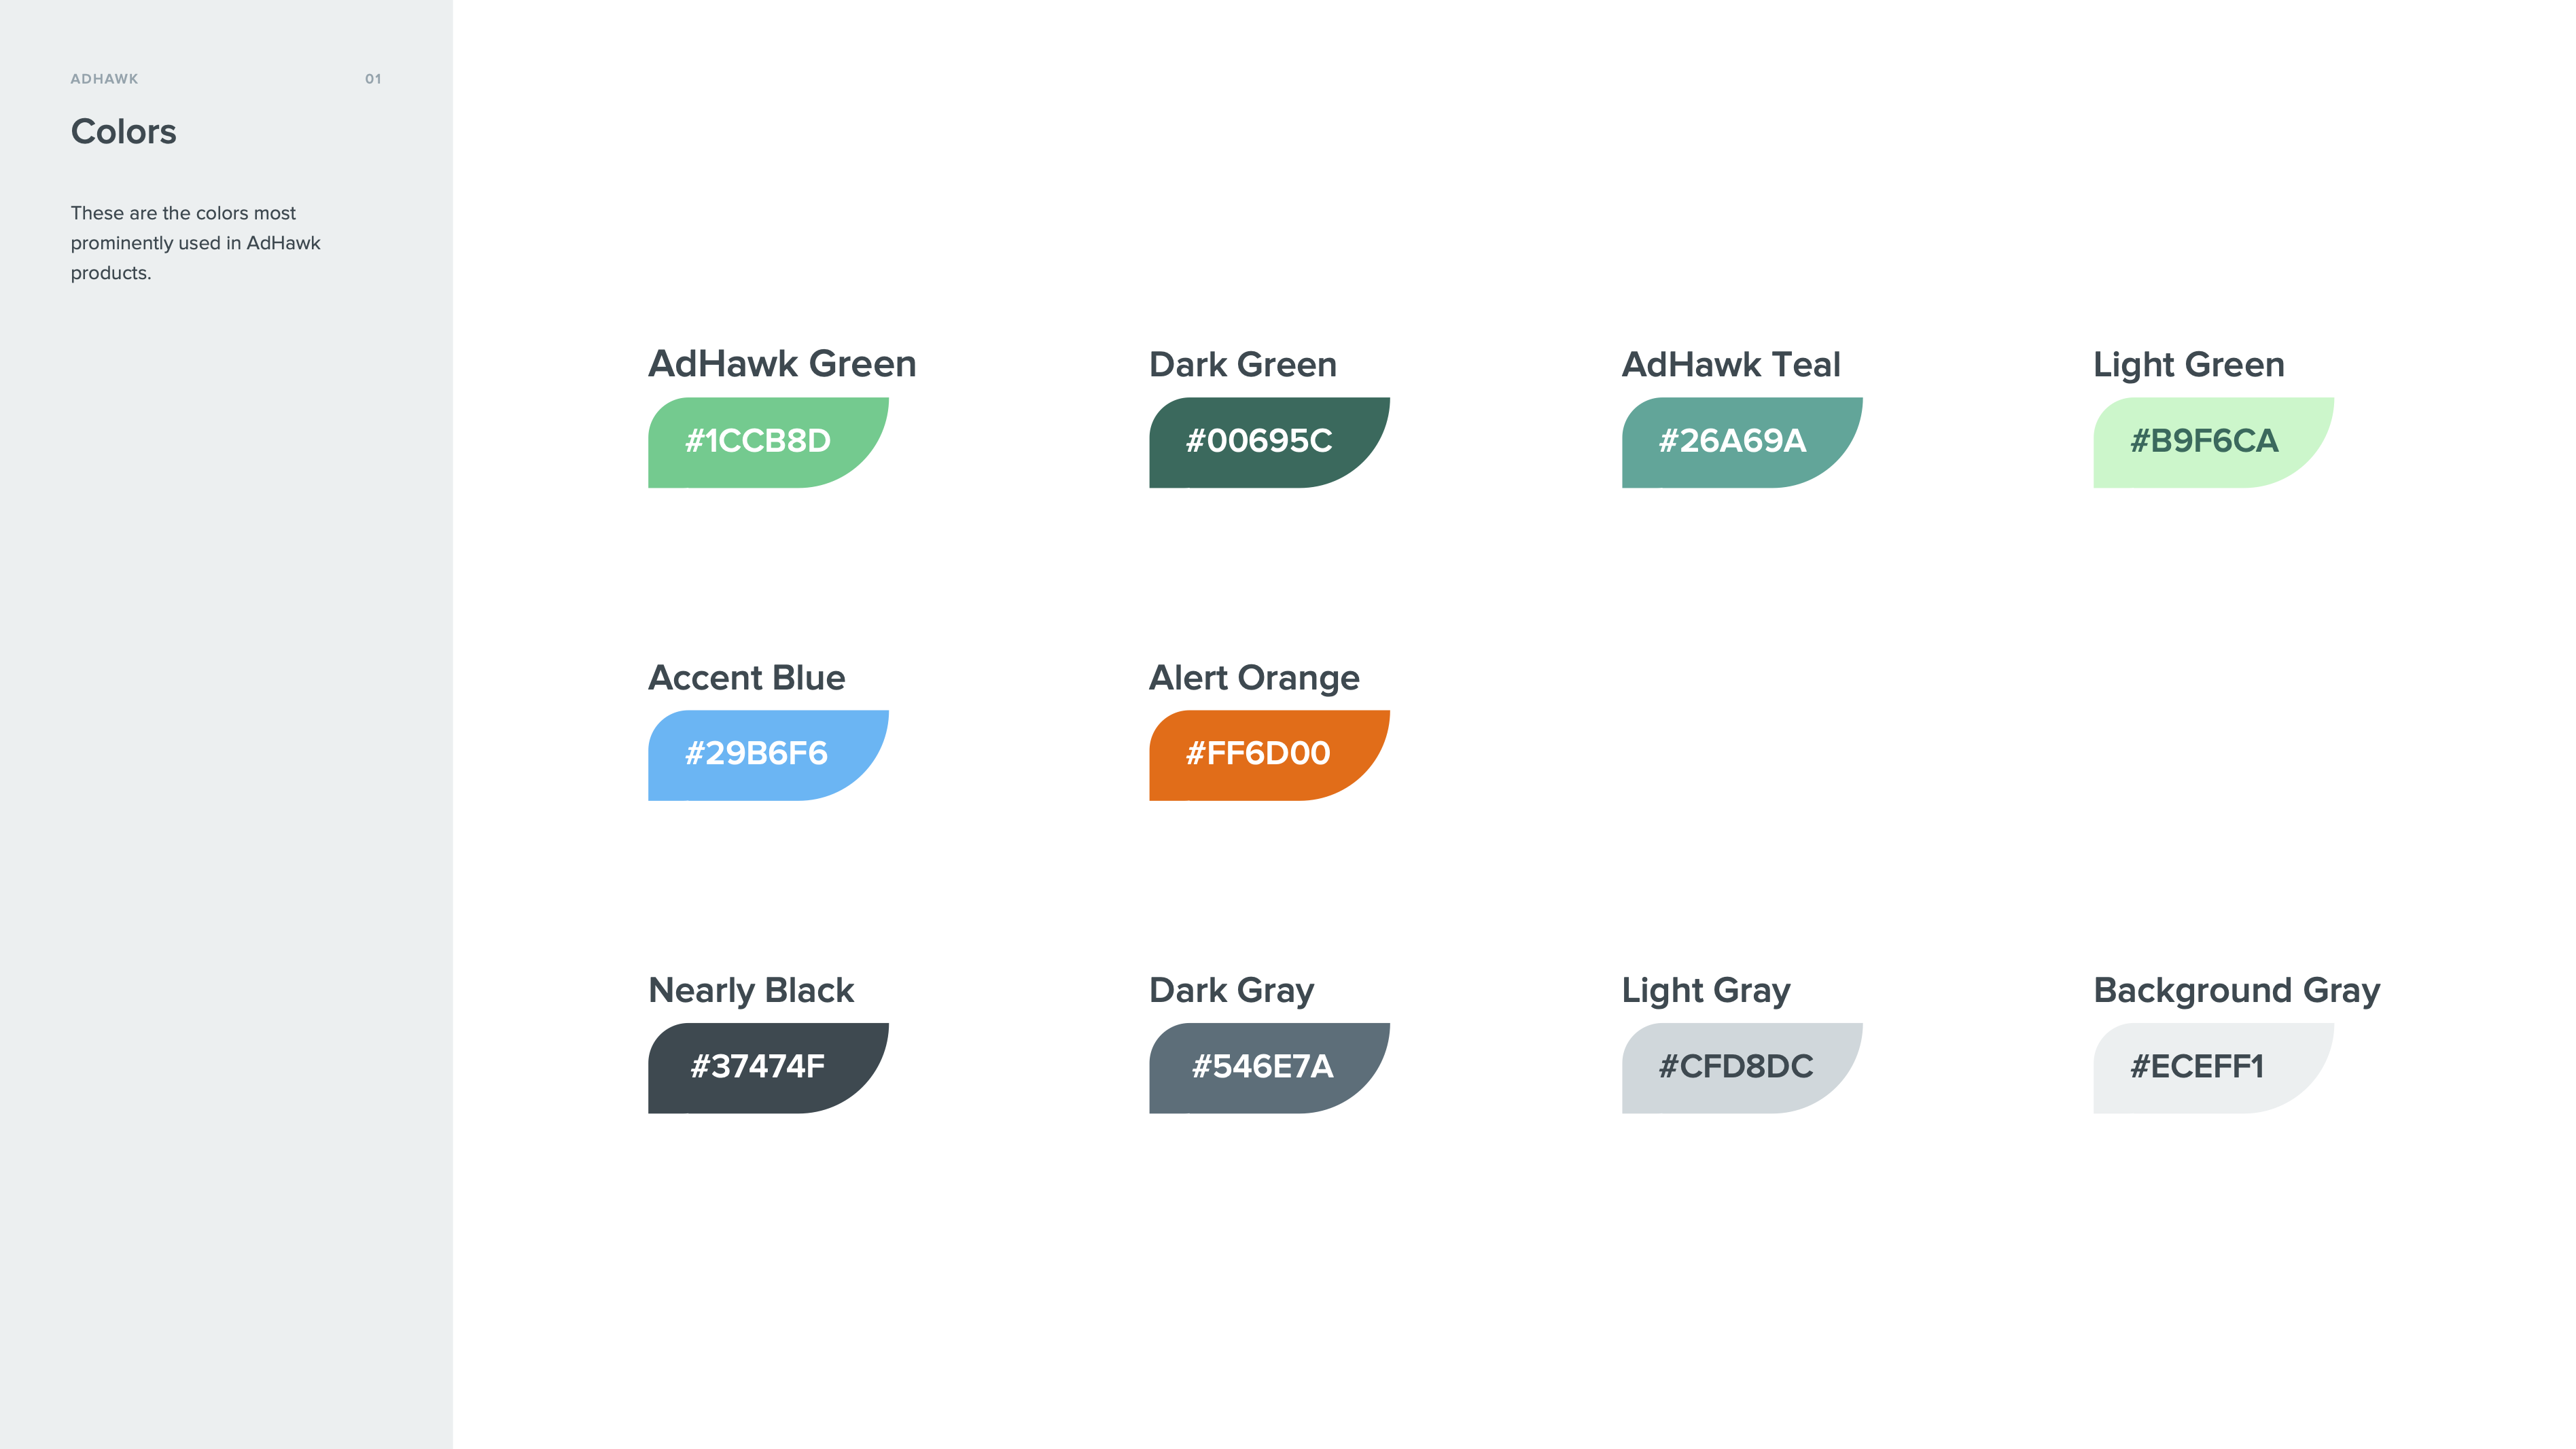 ADHAWK 01
Colors
These are the colors most
prominently used in AdHawk
products.
AdHawk Green
#1CCB8D
Dark Green
#00695C
AdHawk Teal
#26A69A
Light Green
#B9F6CA
Accent Blue
#29B6F6
Alert Orange
#FF6D00
Nearly Black
#37474F
Dark Gray
#546E7A
Light Gray
#CFD8DC
Background Gray
#ECEFF1